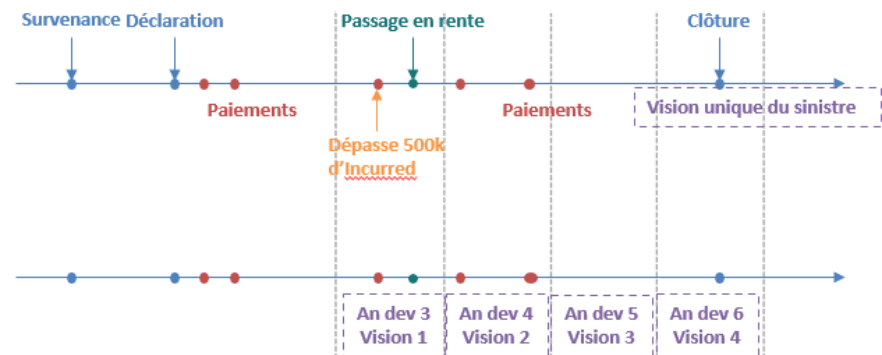 Survenance Déclaration Passage en rente Clôture
Paiements Paiements Vision unique du sinistre
Dépasse 500k
d'Incurred
An dev 3 An dev 4 An dev 5 An dev 6
Vision 1 Vision 2 Vision 3 Vision 4